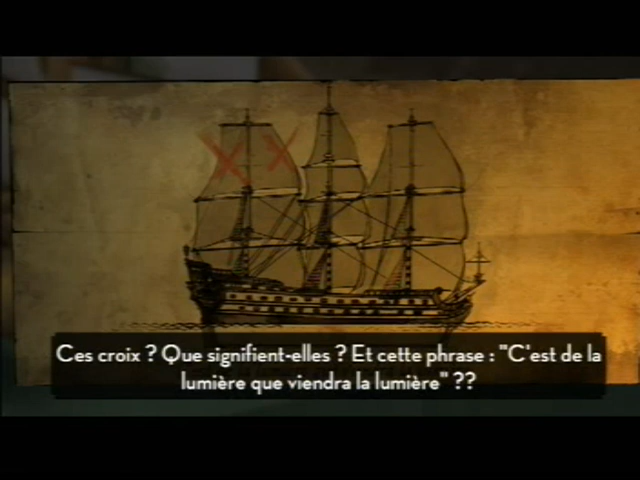 Ces croix ? Que signifient-elles ? Et cette phrase : "C'est de la
lumière que viendra la lumière" ??